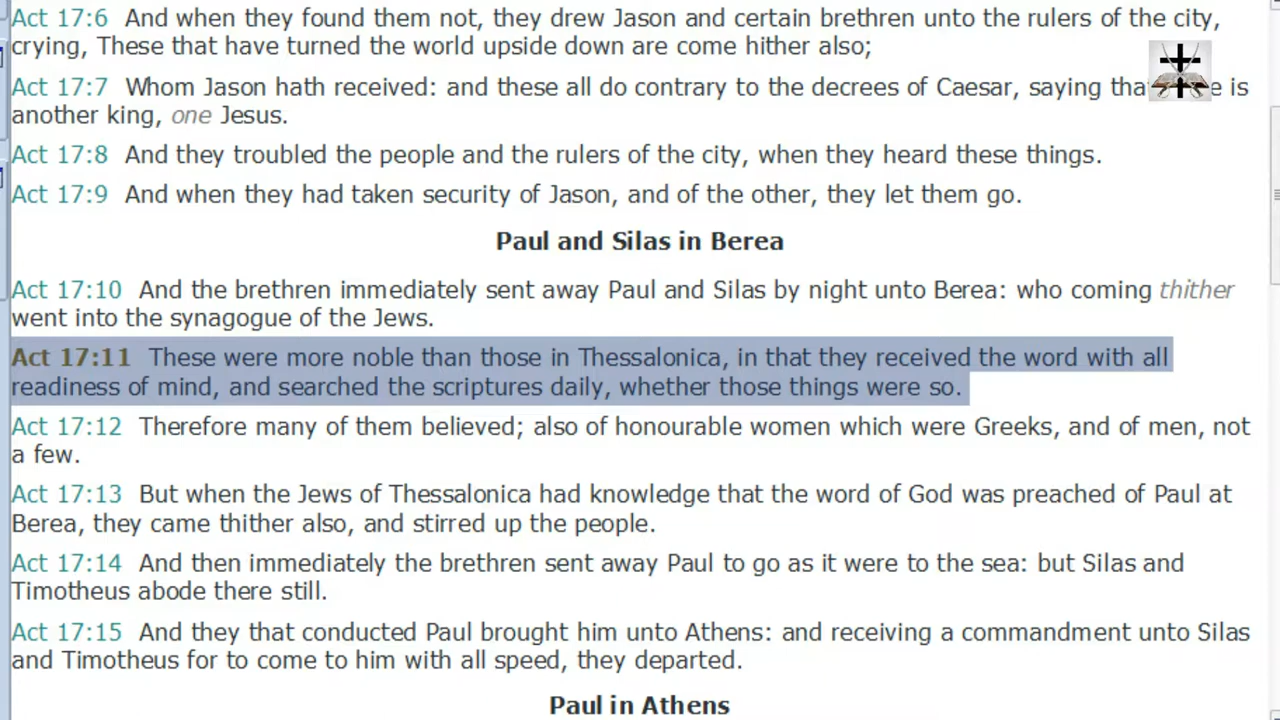 Act 17:6 And when they found them not, they drew Jason and certain brethren unto the rulers of the city,
crying, These that have turned the world upside down are come hither also;
Act 17:7 Whom Jason hath received: and these all do contrary to the decrees of Caesar, saying that is
another king, one Jesus.
Act 17:8 And they troubled the people and the rulers of the city, when they heard these things.
Act 17:9 And when they had taken security of Jason, and of the other, they let them go.
Paul and Silas in Berea
Act 17:10 And the brethren immediately sent away Paul and Silas by night unto Berea: who coming thither
went into the synagogue of the Jews.
Act 17:11 These were more noble than those in Thessalonica, in that they received the word with all
readiness of mind, and searched the scriptures daily, whether those things were so.
Act 17:12 Therefore many of them believed; also of honourable women which were Greeks, and of men, not
a few.
Act 17:13 But when the Jews of Thessalonica had knowledge that the word of God was preached of Paul at
Berea, they came thither also, and stirred up the people.
Act 17:14 And then immediately the brethren sent away Paul to go as it were to the sea: but Silas and
Timotheus abode there still.
Act 17:15 And they that conducted Paul brought him unto Athens: and receiving a commandment unto Silas
and Timotheus for to come to him with all speed, they departed.
Paul in Athens